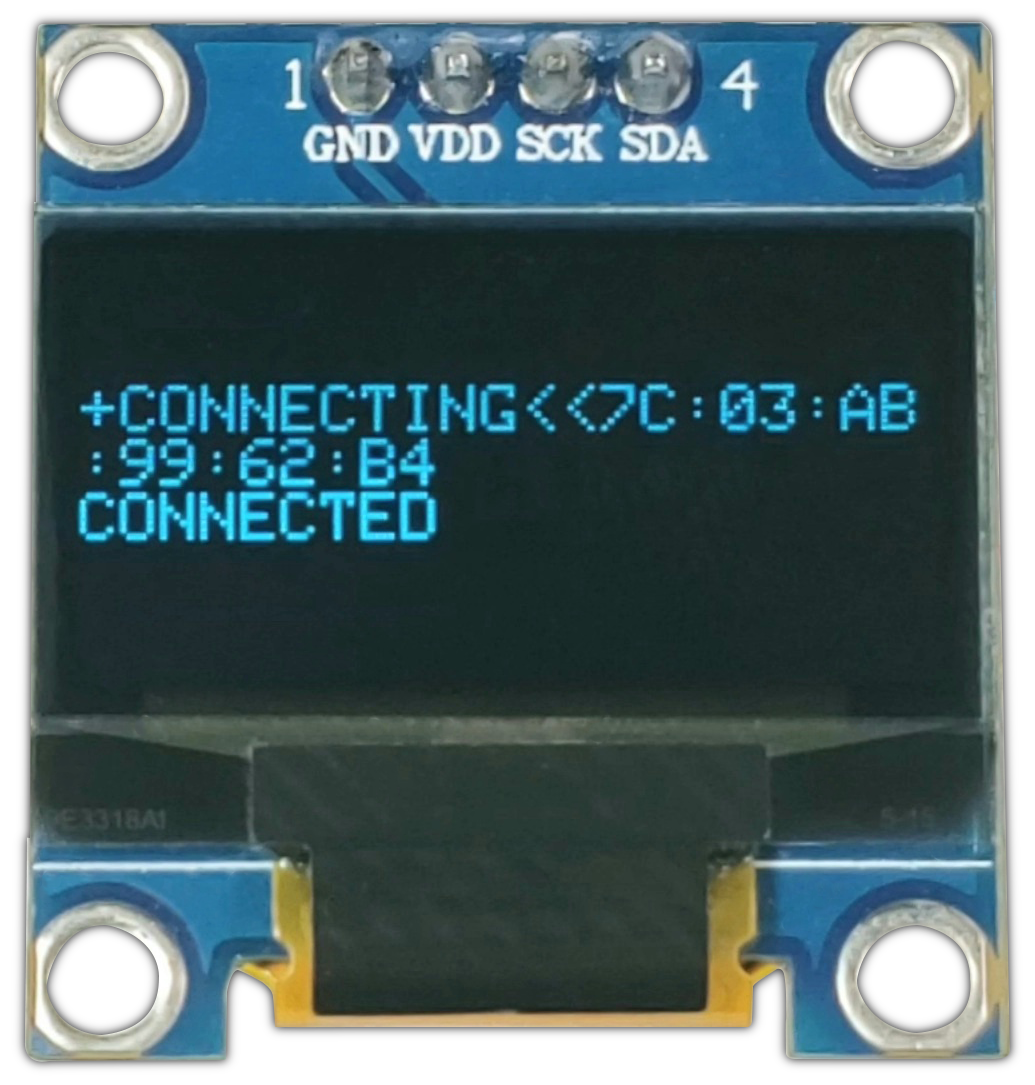 1 4
GND VDD SCK SDA
+CONNECTING<<7C:03:AB
:99:62:B4
CONNECTED